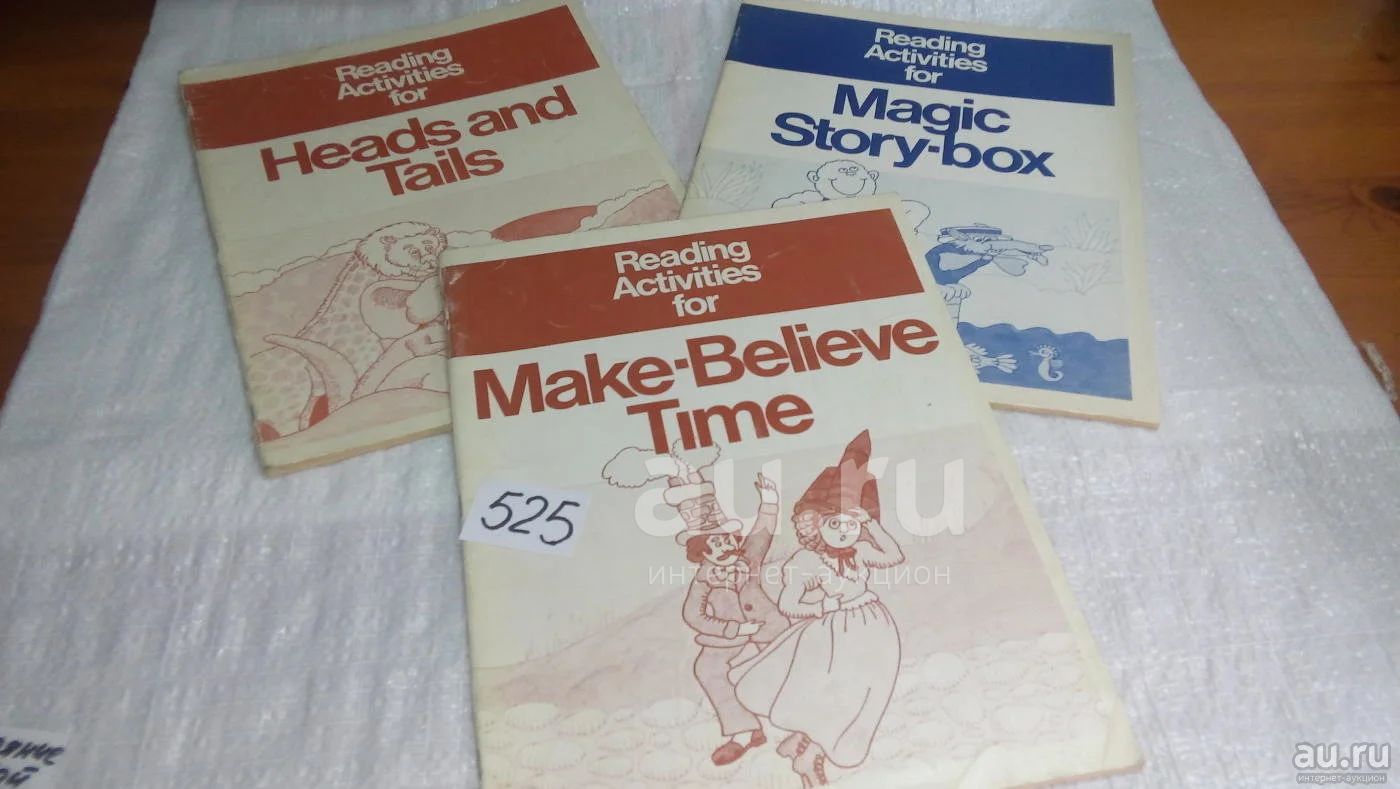 Reading
Activities
for
Heads and
Tails
Reading
Activities
for
Magic
Story-box
Reading
Activities
for
Make-Believe
Time
525
au.ru
интернет-аукцион
au.ru
интернет-аукцион